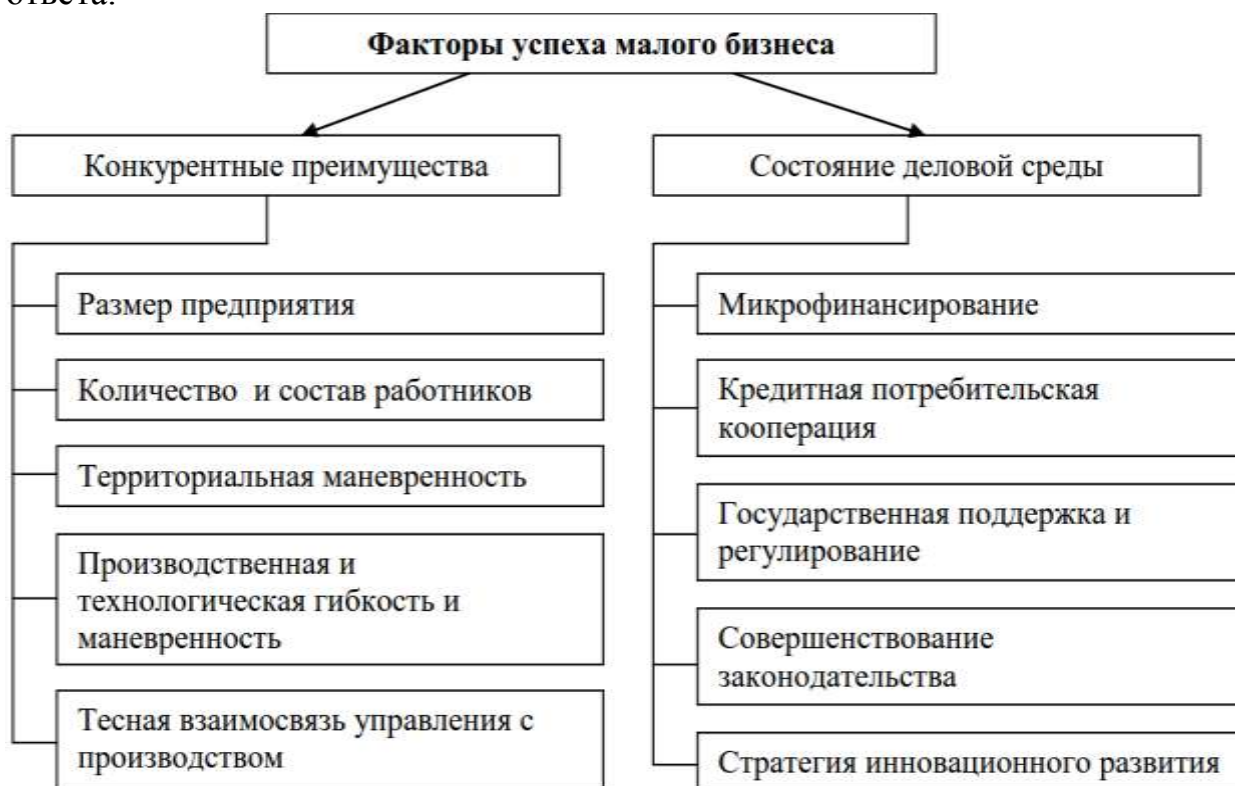 ответа.
Факторы успеха малого бизнеса
Конкурентные преимущества
Размер предприятия
Количество и состав работников
Территориальная маневренность
Производственная и
технологическая гибкость и
маневренность
Тесная взаимосвязь управления с
производством
Состояние деловой среды
Микрофинансирование
Кредитная потребительская
кооперация
Государственная поддержка и
регулирование
Совершенствование
законодательства
Стратегия инновационного развития